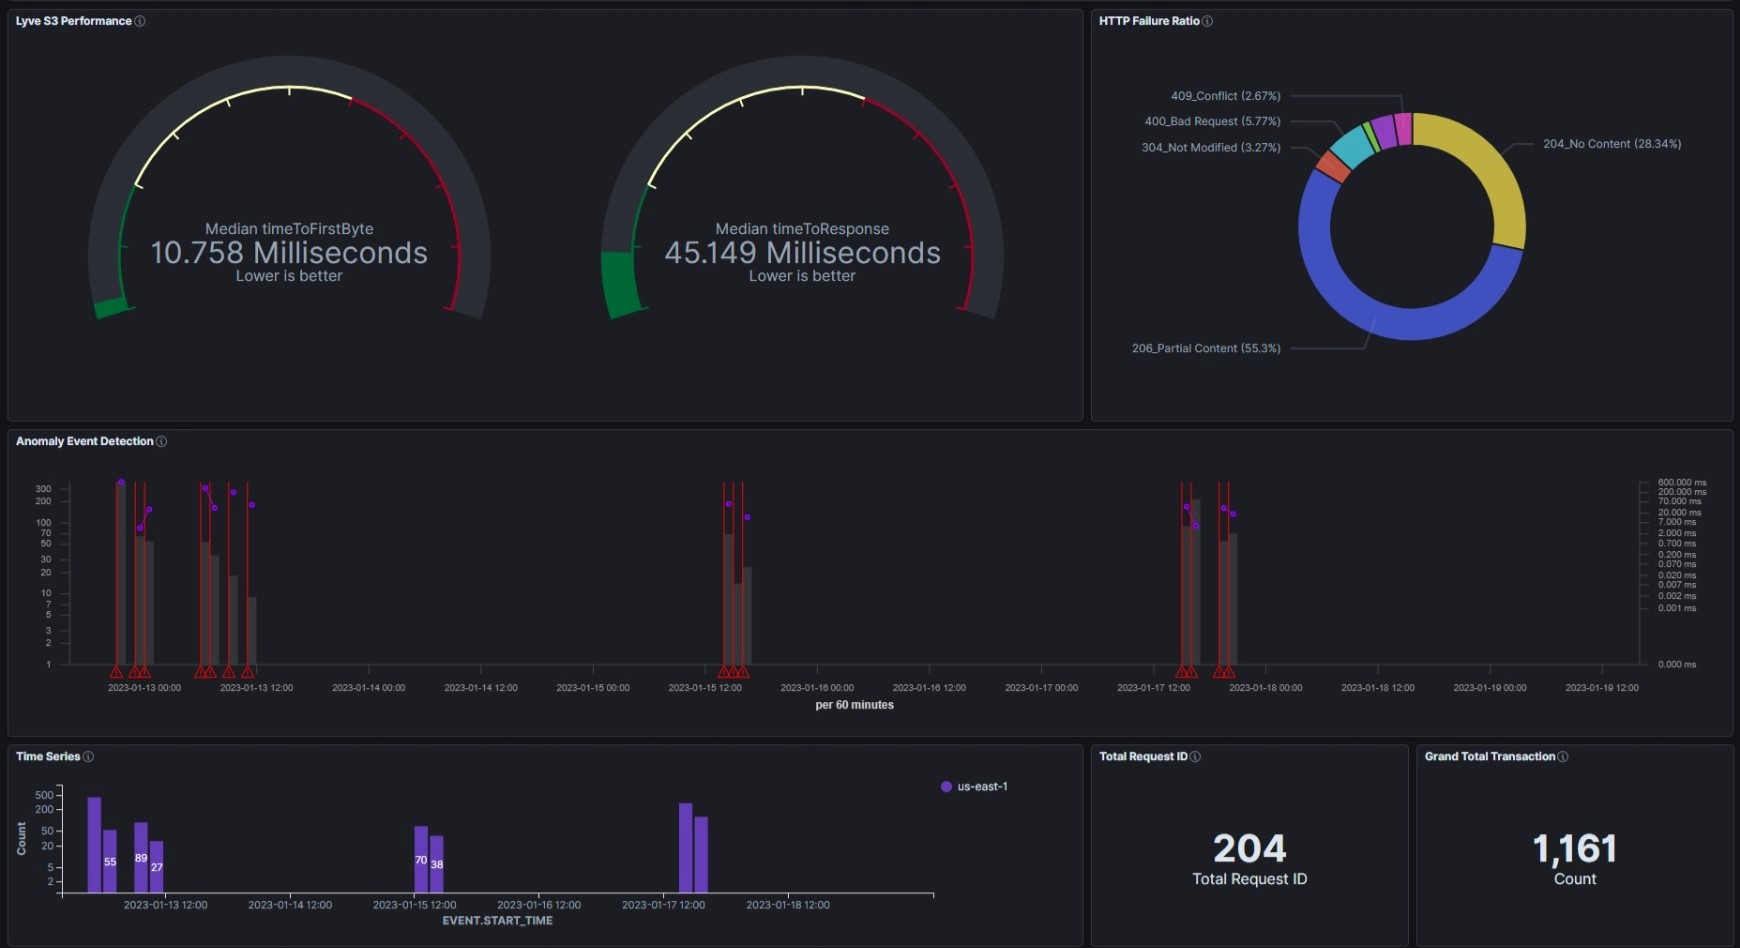 Lyve S3 Performance
Median timeToFirstByte
10.758 Milliseconds
Lower is better
Median timeToResponse
45.149 Milliseconds
Lower is better
HTTP Failure Ratio
409_Conflict (2.67%)
400_Bad Request (5.77%)
304_Not Modified (3.27%)
204_No Content (28.34%)
206_Partial Content (55.3%)
Anomaly Event Detection
300
200
100
70
50
30
20
10
7
5
3
2
1
600.000 ms
200.000 ms
70.000 ms
20.000 ms
7.000 ms
2.000 ms
0.700 ms
0.200 ms
0.070 ms
0.020 ms
0.007 ms
0.002 ms
0.001 ms
0.000 ms
2023-01-13 00:00 2023-01-13 12:00 2023-01-14 00:00 2023-01-14 12:00 2023-01-15 00:00 2023-01-15 12:00 2023-01-16 00:00 2023-01-16 12:00 2023-01-17 00:00 2023-01-17 12:00 2023-01-18 00:00 2023-01-18 12:00 2023-01-19 00:00 2023-01-19 12:00
per 60 minutes
Time Series
us-east-1
Count
500
200
50
20
5
2
55 89 27 70 38
2023-01-13 12:00 2023-01-14 12:00 2023-01-15 12:00 2023-01-16 12:00 2023-01-17 12:00 2023-01-18 12:00
EVENT.START_TIME
Total Request ID
204
Total Request ID
Grand Total Transaction
1,161
Count